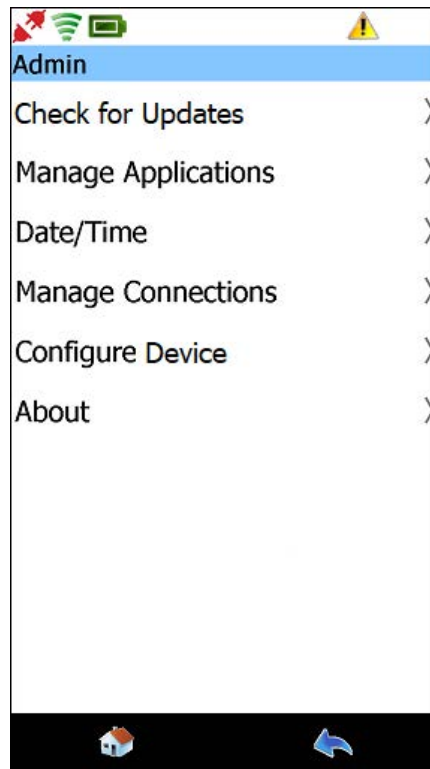 Admin
Check for Updates
Manage Applications
Date/Time
Manage Connections
Configure Device
About